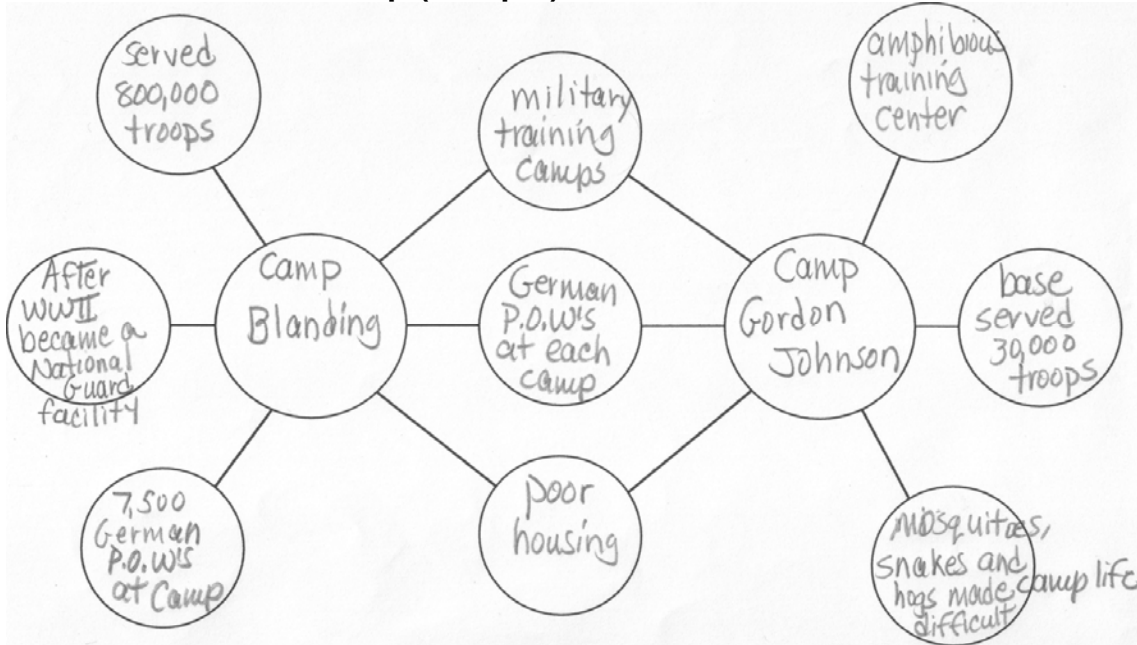 served
800,000
troops
military
training
camps
amphibious
training
center
After
WWII
became a
National
Guard
facility
Camp
Blanding
German
P.O.W's
at each
camp
Camp
Gordon
Johnson
base
served
30,000
troops
7,500
German
P.O.W's
at Camp
poor
housing
mosquitoes,
snakes and
hogs made camp life
difficult